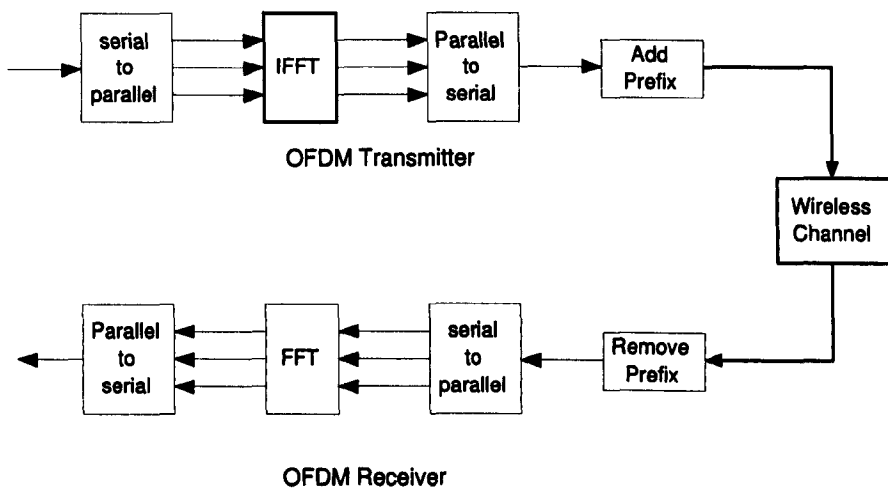 serial
to
parallel
IFFT
Parallel
to
serial
Add
Prefix
OFDM Transmitter
Wireless
Channel
Parallel
to
serial
FFT
serial
to
parallel
Remove
Prefix
OFDM Receiver